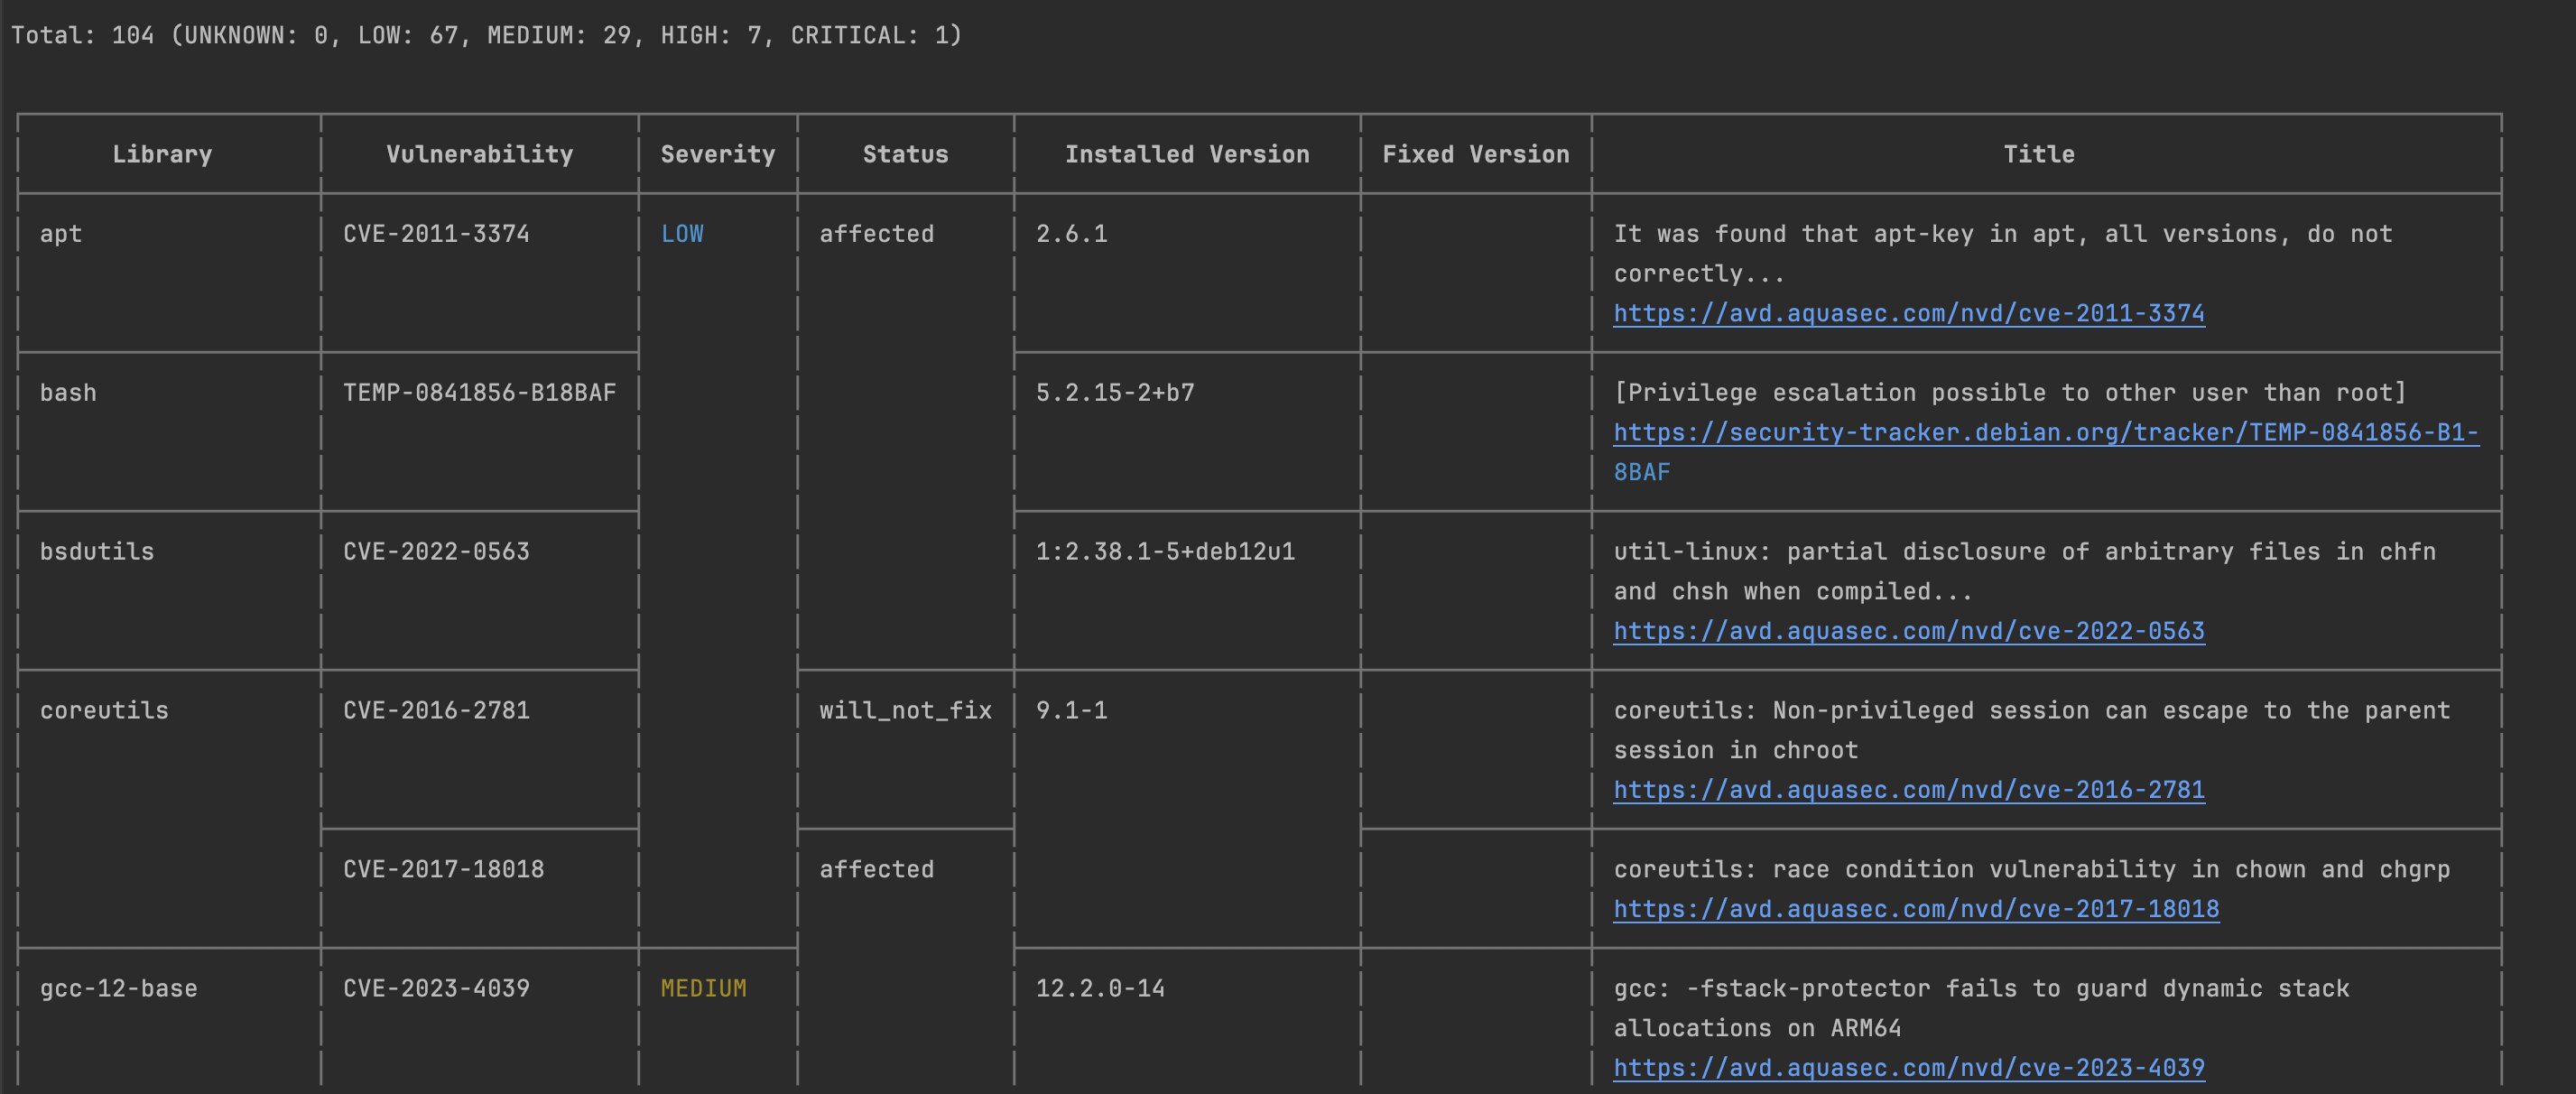 Total: 104 (UNKNOWN: 0, LOW: 67, MEDIUM: 29, HIGH: 7, CRITICAL: 1)
Library Vulnerability Severity Status Installed Version Fixed Version Title
apt CVE-2011-3374 LOW affected 2.6.1 It was found that apt-key in apt, all versions, do not
correctly...
https://avd.aquasec.com/nvd/cve-2011-3374
bash TEMP-0841856-B18BAF 5.2.15-2+b7 [Privilege escalation possible to other user than root]
https://security-tracker.debian.org/tracker/TEMP-0841856-B1-
8BAF
bsdutils CVE-2022-0563 1:2.38.1-5+deb12u1 util-linux: partial disclosure of arbitrary files in chfn
and chsh when compiled...
https://avd.aquasec.com/nvd/cve-2022-0563
coreutils CVE-2016-2781 will_not_fix 9.1-1 coreutils: Non-privileged session can escape to the parent
session in chroot
https://avd.aquasec.com/nvd/cve-2016-2781
CVE-2017-18018 affected coreutils: race condition vulnerability in chown and chgrp
https://avd.aquasec.com/nvd/cve-2017-18018
gcc-12-base CVE-2023-4039 MEDIUM 12.2.0-14 gcc: -fstack-protector fails to guard dynamic stack
allocations on ARM64
https://avd.aquasec.com/nvd/cve-2023-4039